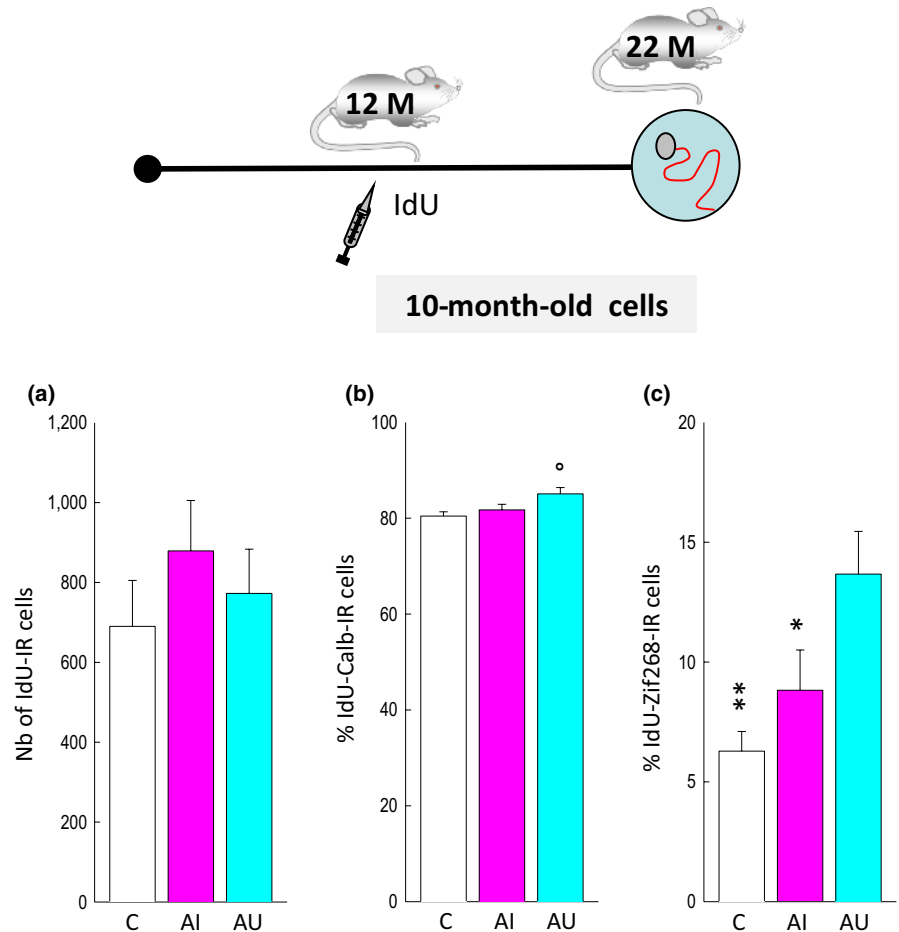 22 M
12 M
IdU
10-month-old cells
(a)
Nb of IdU-IR cells
1,200
1,000
800
600
400
200
0
C AI AU
(b)
% IdU-Calb-IR cells
100
80
60
40
20
0
°
C AI AU
(c)
% IdU-Zif268-IR cells
20
15
10
5
0
**
*
C AI AU